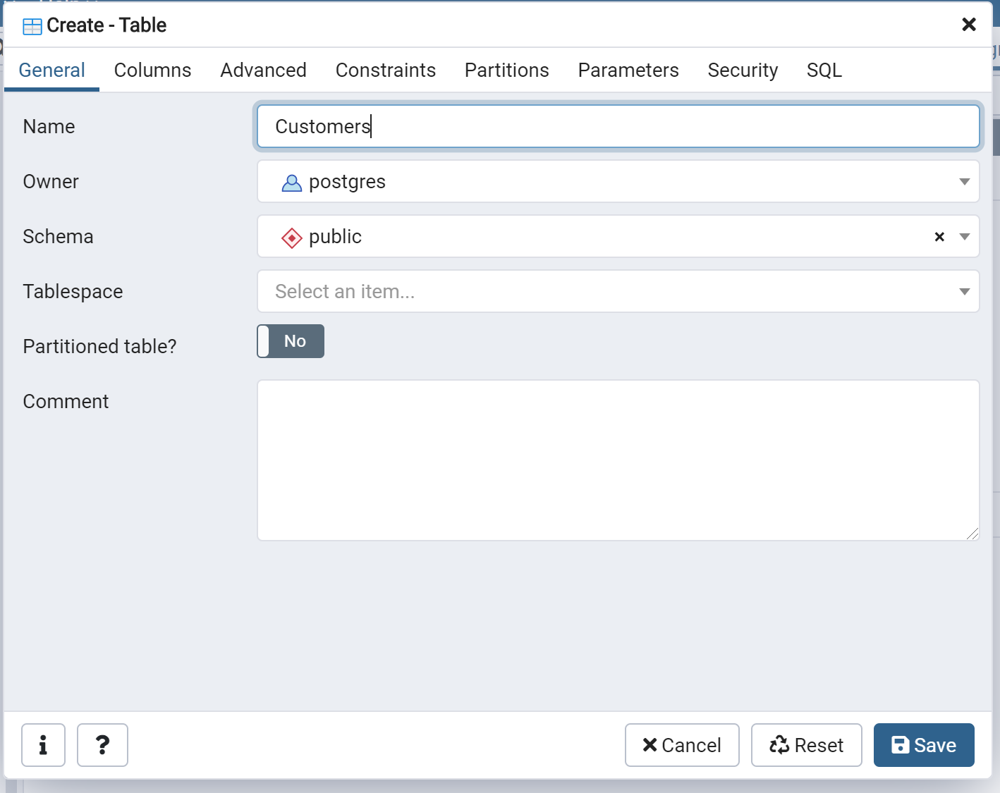 Create - Table
General Columns Advanced Constraints Partitions Parameters Security SQL
Name Customers
Owner postgres
Schema public
Tablespace Select an item...
Partitioned table? No
Comment
i ? Cancel Reset Save